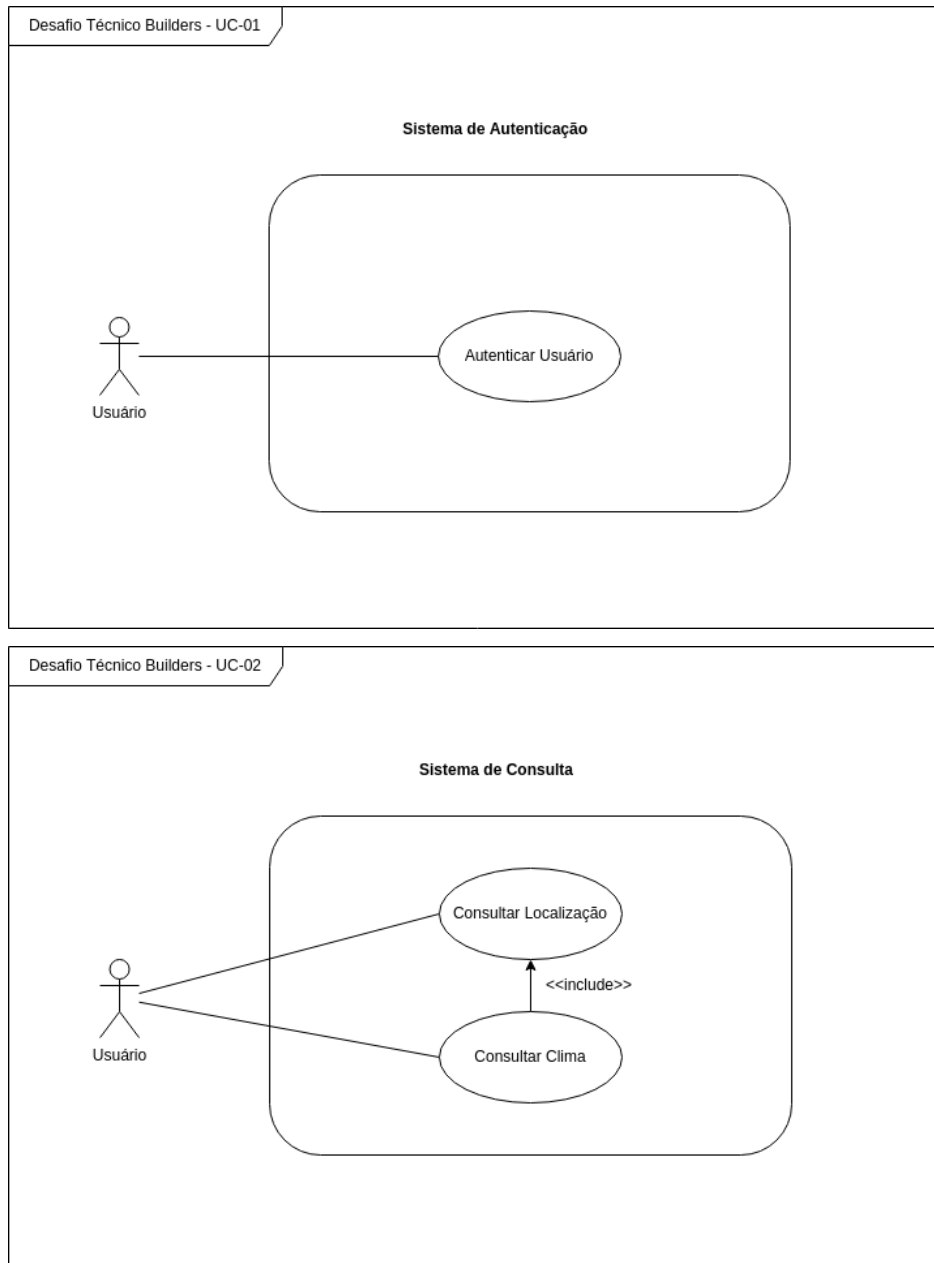 Desafio Técnico Builders - UC-01
Sistema de Autenticação
Autenticar Usuário
Usuário
Desafio Técnico Builders - UC-02
Sistema de Consulta
Consultar Localização
<<include>>
Consultar Clima
Usuário